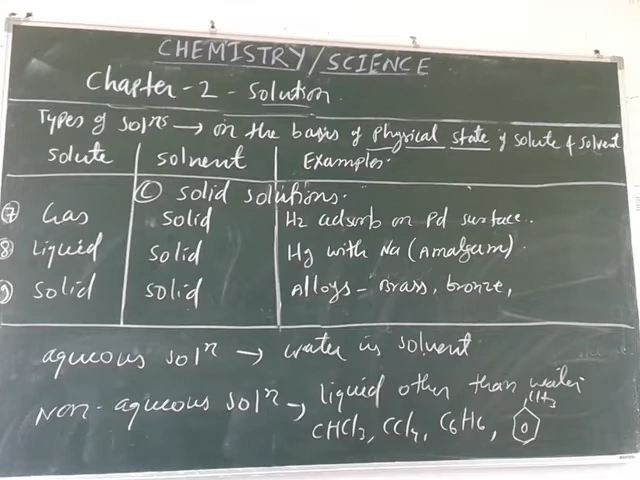 CHEMISTRY/SCIENCE
Chapter-2 - Solution.
Types of solns → on the basis of physical state of solute & solvent
solute | solvent | Examples.
Ⓒ solid solutions.
⑦ Gas | solid | H2 adsorb on Pd surface..
⑧ Liquid | solid | Hg with Na (Amalgam).
⑨ Solid | solid | Alloys - Brass, bronze,
aqueous soln → water is solvent
Non-aqueous soln → liquid other than water
CHCl3, CCl4, C6H6, CH3